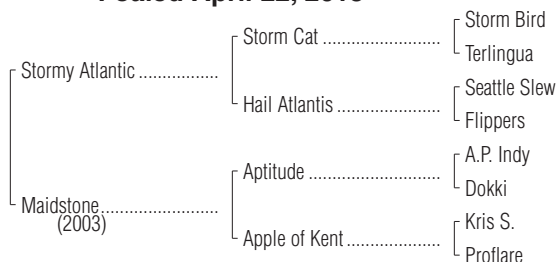 Foaled April 22,
Storm Bird
Storm Cat ........................
Terlingua
Stormy Atlantic ................
Seattle Slew
Hail Atlantis .....................
Flippers
A.P. Indy
Aptitude ..........................
Dokki
Maidstone........................
(2003)
Kris S.
Apple of Kent...................
Proflare